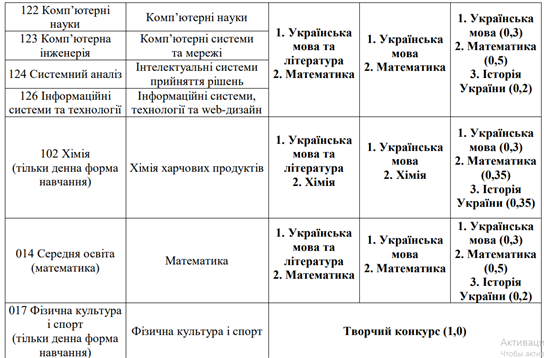 122 Комп’ютерні
науки
Комп’ютерні науки
123 Комп’ютерна
інженерія
Комп’ютерні системи
та мережі
124 Системний аналіз
Інтелектуальні системи
прийняття рішень
126 Інформаційні
системи та технології
Інформаційні системи,
технології та web-дизайн
1. Українська
мова та
література
2. Математика
1. Українська
мова
2. Математика
1. Українська
мова (0,3)
2. Математика
(0,5)
3. Історія
України (0,2)
102 Хімія
(тільки денна форма
навчання)
Хімія харчових продуктів
1. Українська
мова та
література
2. Хімія
1. Українська
мова
2. Хімія
1. Українська
мова (0,3)
2. Математика
(0,35)
3. Історія
України (0,35)
014 Середня освіта
(математика)
Математика
1. Українська
мова та
література
2. Математика
1. Українська
мова
2. Математика
1. Українська
мова (0,3)
2. Математика
(0,5)
3. Історія
України (0,2)
017 Фізична культура
і спорт
(тільки денна форма
навчання)
Фізична культура і спорт
Творчий конкурс (1,0)
Активаци
Чтобы акти